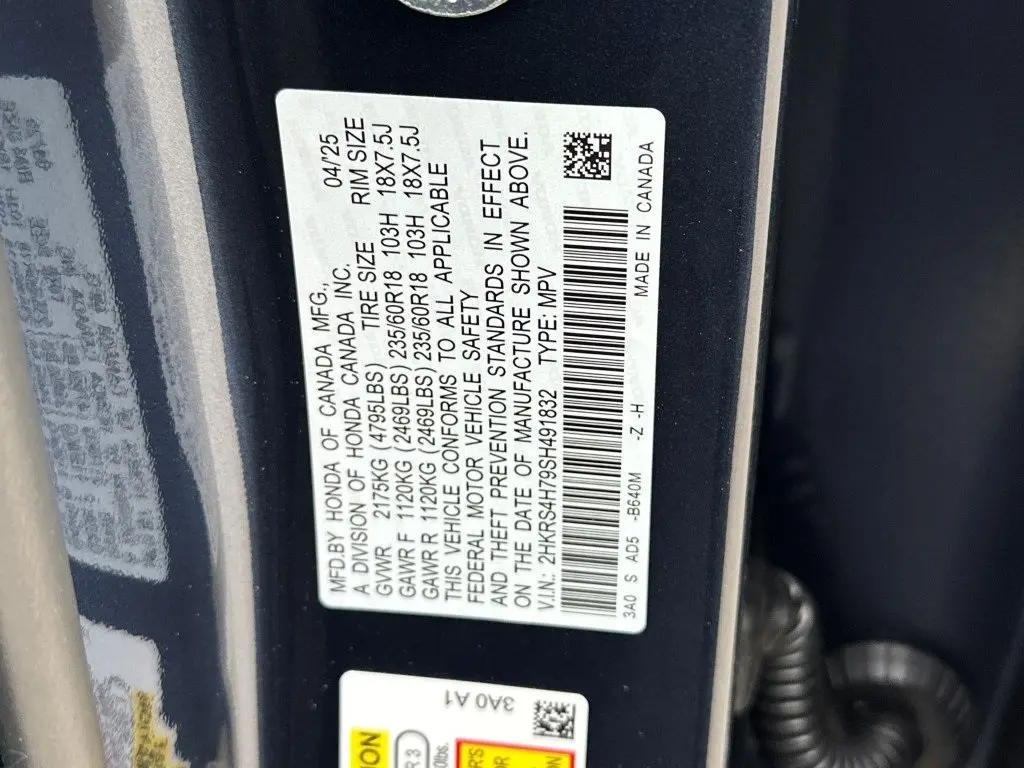 MFD.BY HONDA OF CANADA MFG., 04/'25
A DIVISION OF HONDA CANADA INC.
TIRE SIZE RIM SIZE
GVWR 2175KG (4795LBS)
GAWR F 1120KG (2469LBS) 235/60R18 103H 18X7.5J
GAWR R 1120KG (2469LBS) 235/60R18 103H 18X7.5J
THIS VEHICLE CONFORMS TO ALL APPLICABLE
FEDERAL MOTOR VEHICLE SAFETY
AND THEFT PREVENTION STANDARDS IN EFFECT
ON THE DATE OF MANUFACTURE SHOWN ABOVE.
V.I.N.: 2HKRS4H79SH491832 TYPE: MPV
3A0 S AD5 -B640M -Z -H MADE IN CANADA
3A0 A1